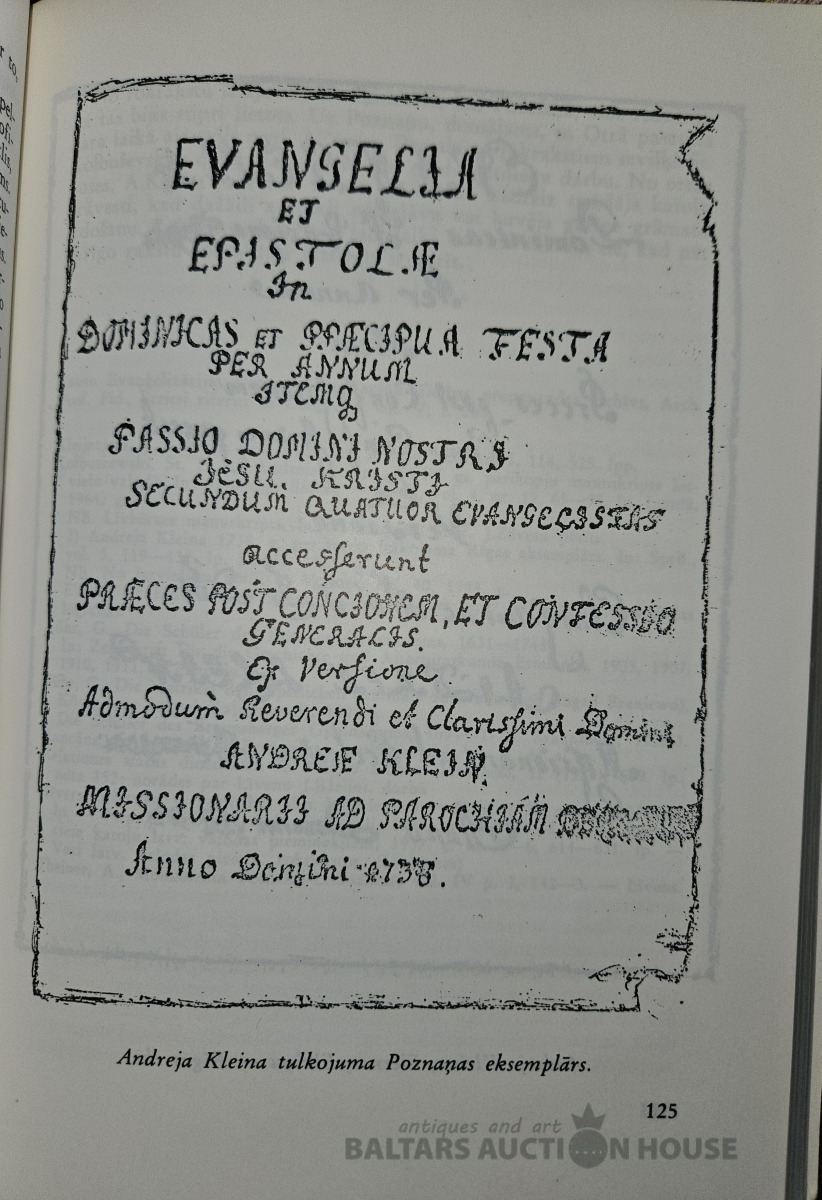 EVANGELIA
ET
EPISTOLÆ
In
DOMINICAS ET PRÆCIPUA FESTA
PER ANNUM
ITEMQ
PASSIO DOMINI NOSTRI
JESU KRISTI
SECUNDUM QUATUOR EVANGELISTAS
accesserunt
PRÆCES POST CONCIONEM, ET CONFESSIO
GENERALIS.
Ex Versione
Admodum Reverendi et Clarissimi Domini
ANDREÆ KLEIN
MISSIONARII AD PAROCHIAM
Anno Domini
Andreja Kleina tulkojuma Poznaņas eksemplārs.
125
antiques and art
BALTARS AUCTION HOUSE